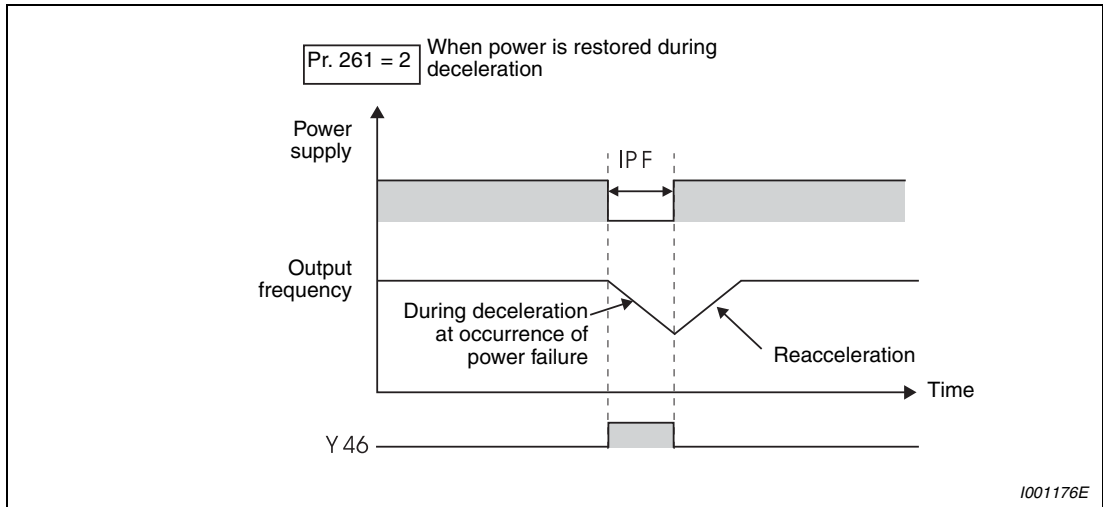 Pr. 261 = 2
When power is restored during
deceleration
Power
supply
IPF
Output
frequency
During deceleration
at occurrence of
power failure
Reacceleration
Time
Y46
I001176E